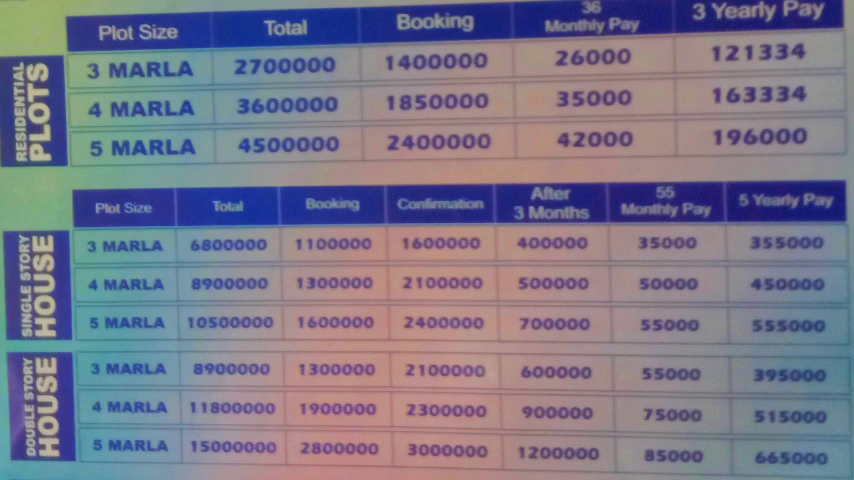 Plot Size Total Booking 36 Monthly Pay 3 Yearly Pay
RESIDENTIAL PLOTS
3 MARLA 2700000 1400000 26000 121334
4 MARLA 3600000 1850000 35000 163334
5 MARLA 4500000 2400000 42000 196000
Plot Size Total Booking Confirmation After 3 Months 55 Monthly Pay 5 Yearly Pay
SINGLE STORY HOUSE
3 MARLA 6800000 1100000 1600000 400000 35000 355000
4 MARLA 8900000 1300000 2100000 500000 50000 450000
5 MARLA 10500000 1600000 2400000 700000 55000 555000
DOUBLE STORY HOUSE
3 MARLA 8900000 1300000 2100000 600000 55000 395000
4 MARLA 11800000 1900000 2300000 900000 75000 515000
5 MARLA 15000000 2800000 3000000 1200000 85000 665000